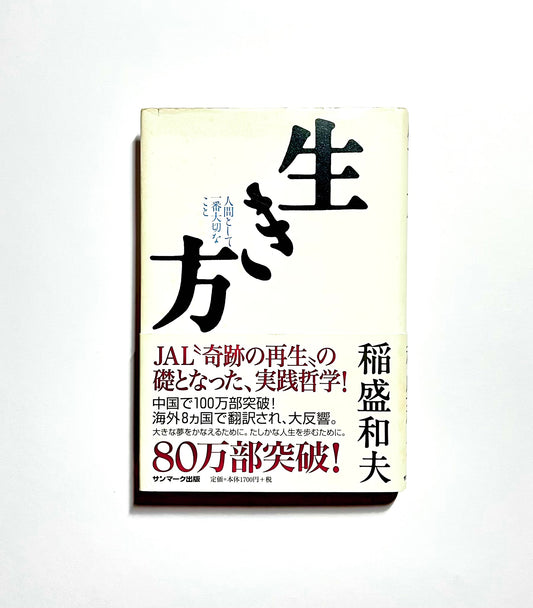 生き方
人間として
一番大切な
こと
稲盛和夫
JAL〝奇跡の再生〟の
礎となった、実践哲学!
中国で100万部突破!
海外8ヵ国で翻訳され、大反響。
大きな夢をかなえるために。たしかな人生を歩むために。
80万部突破!
サンマーク出版 定価=本体1700円+税